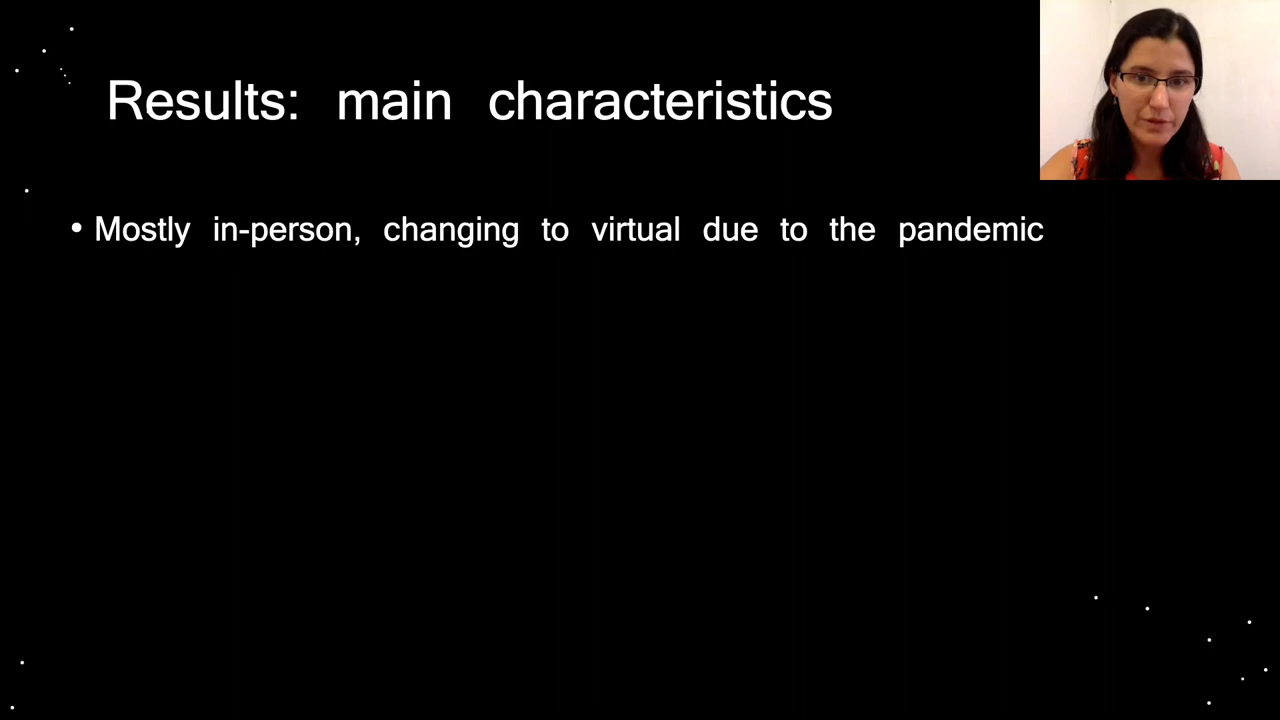 Results: main characteristics
• Mostly in-person, changing to virtual due to the pandemic